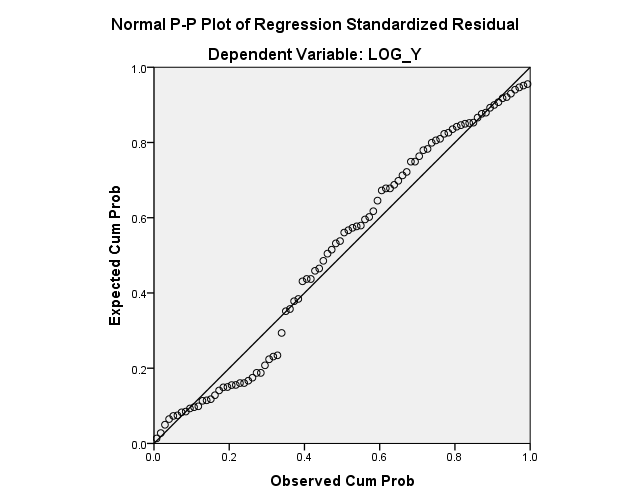 Normal P-P Plot of Regression Standardized Residual
Dependent Variable: LOG_Y
1.0
0.8
0.6
0.4
0.2
0.0
Expected Cum Prob
0.0 0.2 0.4 0.6 0.8 1.0
Observed Cum Prob